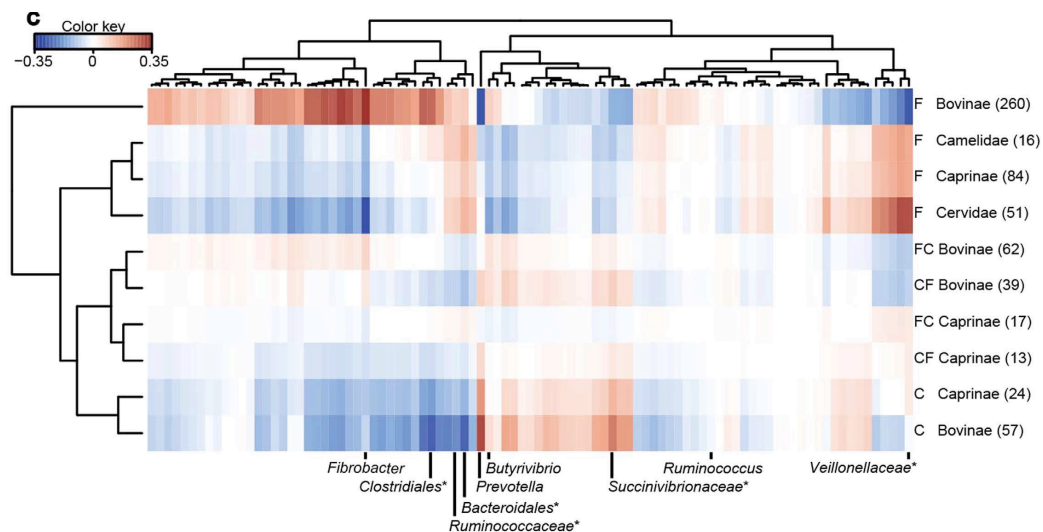 C
Color key
−0.35 0 0.35
F Bovinae (260)
F Camelidae (16)
F Caprinae (84)
F Cervidae (51)
FC Bovinae (62)
CF Bovinae (39)
FC Caprinae (17)
CF Caprinae (13)
C Caprinae (24)
C Bovinae (57)
Fibrobacter Butyrivibrio Ruminococcus Veillonellaceae*
Clostridiales* Prevotella Succinivibrionaceae*
Bacteroidales*
Ruminococcaceae*